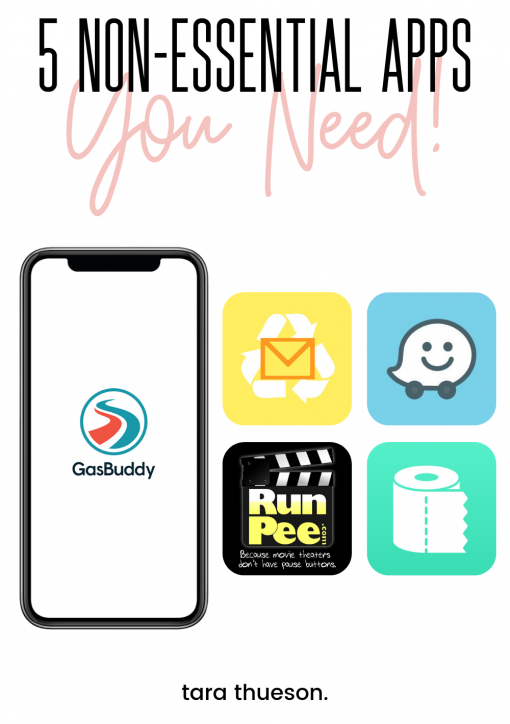 5 NON-ESSENTIAL APPS
You Need!
GasBuddy
Run
Pee.com
Because movie theaters
don't have pause buttons.
tara thueson.